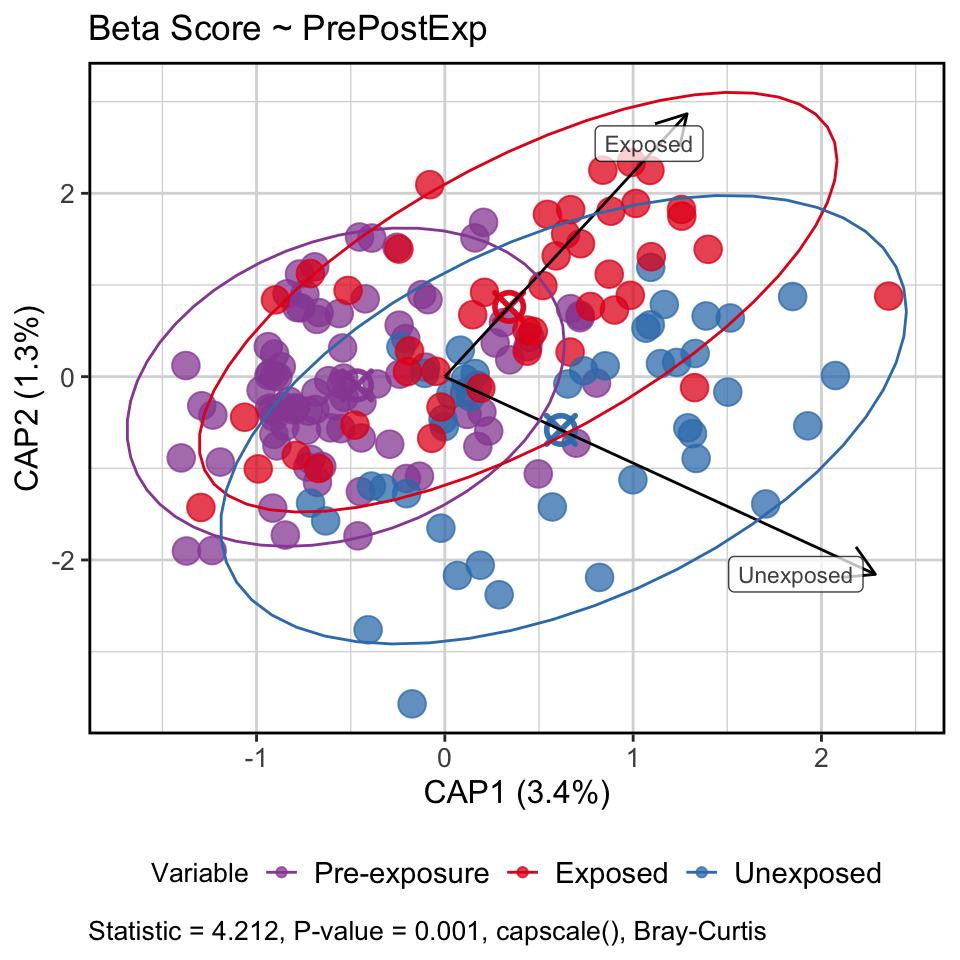 Beta Score ~ PrePostExp
CAP2 (1.3%)
2
0
-2
Exposed
Unexposed
-1 0 1 2
CAP1 (3.4%)
Variable Pre-exposure Exposed Unexposed
Statistic = 4.212, P-value = 0.001, capscale(), Bray-Curtis